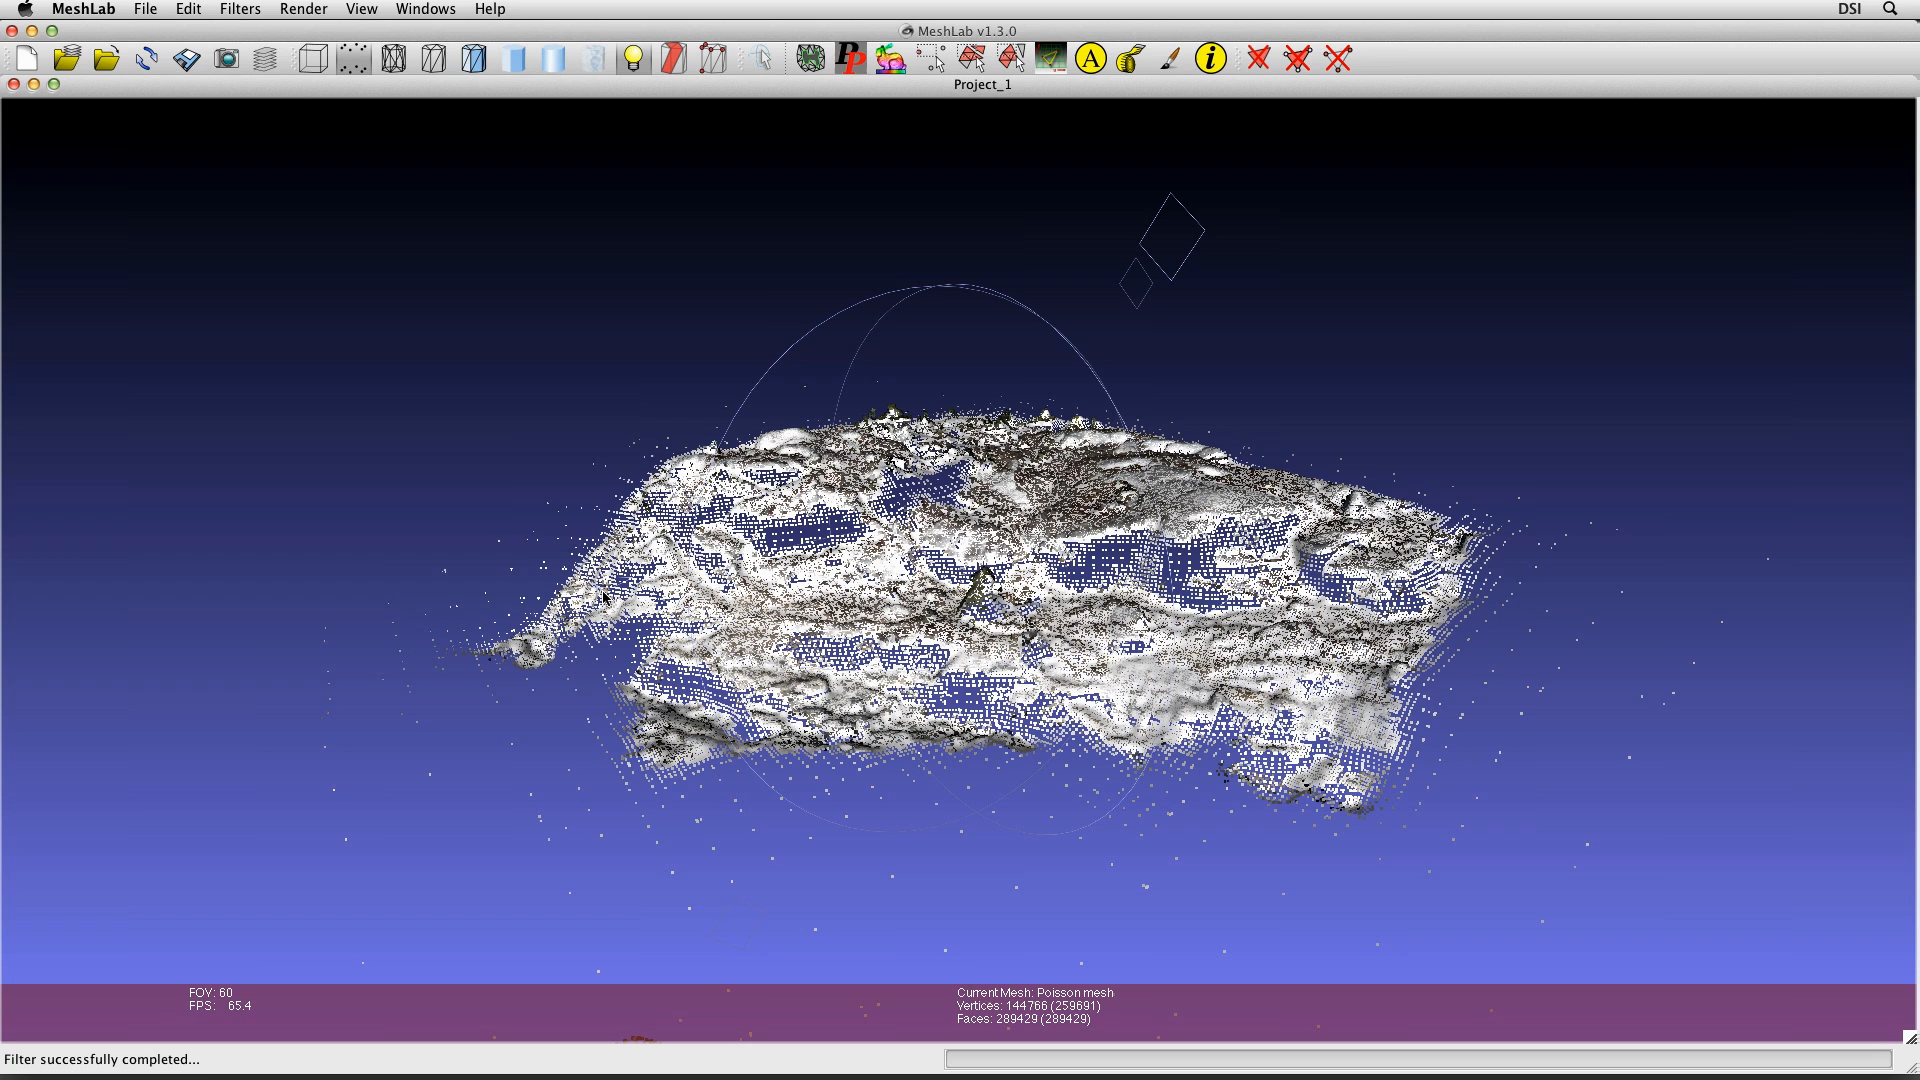 MeshLab File Edit Filters Render View Windows Help DSI
MeshLab v1.3.0
Project_1
FOV: 60
FPS: 65.4
Current Mesh: Poisson mesh
Vertices: 144766 (259691)
Faces: 289429 (289429)
Filter successfully completed...